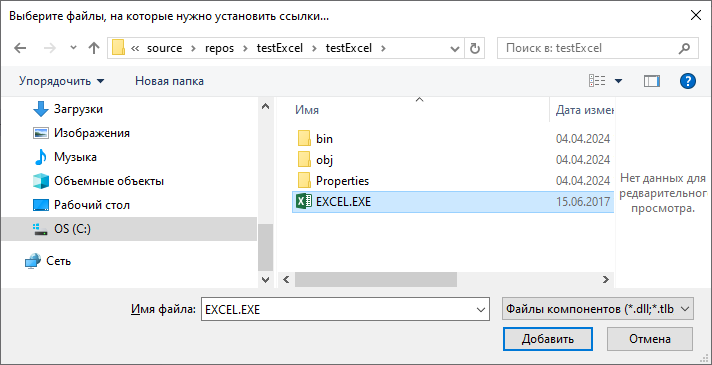 Выберите файлы, на которые нужно установить ссылки...
« source › repos › testExcel › testExcel ›
Поиск в: testExcel
Упорядочить
Новая папка
Загрузки
Изображения
Музыка
Объемные объекты
Рабочий стол
OS (C:)
Сеть
Имя
Дата измен
bin
04.04.2024
obj
04.04.2024
Properties
04.04.2024
EXCEL.EXE
15.06.2017
Нет данных для
редварительног
просмотра.
Имя файла:
EXCEL.EXE
Файлы компонентов (*.dll;*.tlb
Добавить
Отмена